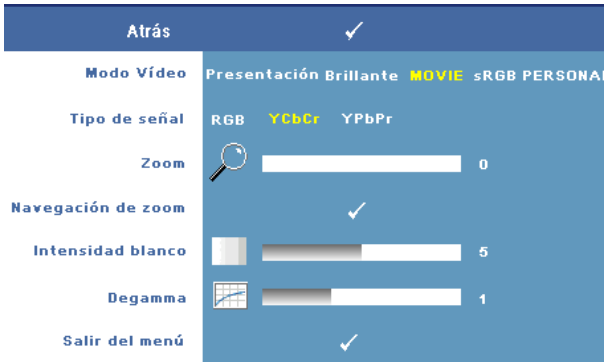 Atrás
Modo Vídeo Presentación Brillante MOVIE sRGB PERSONAL
Tipo de señal RGB YCbCr YPbPr
Zoom 0
Navegación de zoom
Intensidad blanco 5
Degamma 1
Salir del menú